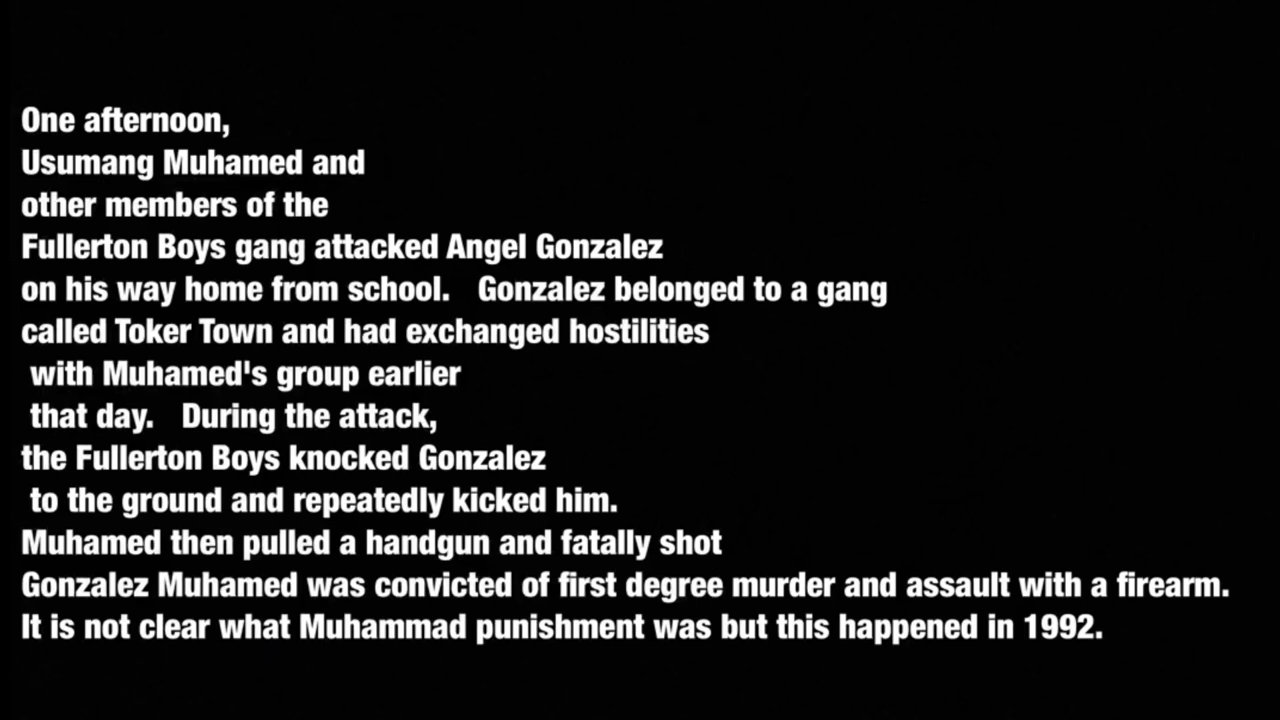 One afternoon,
Usumang Muhamed and
other members of the
Fullerton Boys gang attacked Angel Gonzalez
on his way home from school.   Gonzalez belonged to a gang
called Toker Town and had exchanged hostilities
with Muhamed's group earlier
that day.   During the attack,
the Fullerton Boys knocked Gonzalez
to the ground and repeatedly kicked him.
Muhamed then pulled a handgun and fatally shot
Gonzalez Muhamed was convicted of first degree murder and assault with a firearm.
It is not clear what Muhammad punishment was but this happened in 1992.